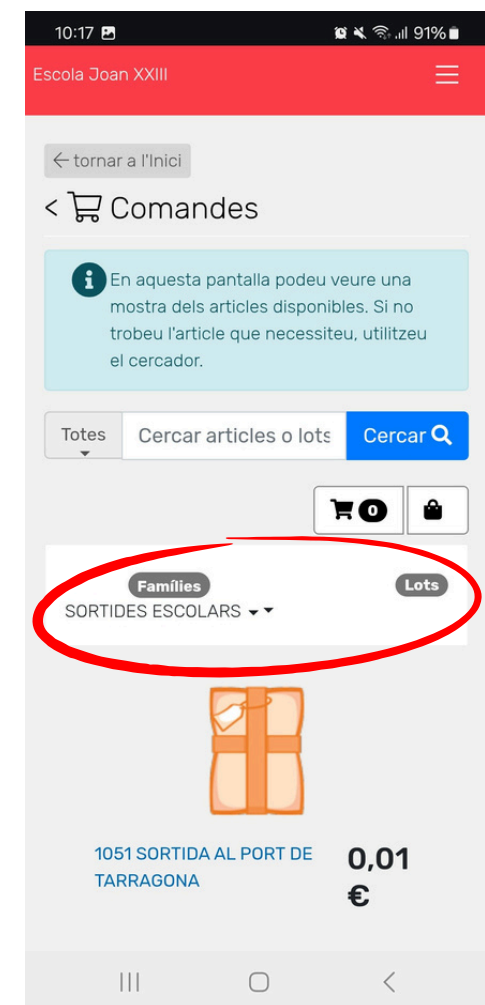 10:17 91%
Escola Joan XXIII
tornar a l'Inici
< Comandes
En aquesta pantalla podeu veure una
mostra dels articles disponibles. Si no
trobeu l'article que necessiteu, utilitzeu
el cercador.
Totes Cercar articles o lots Cercar
0
Famílies Lots
SORTIDES ESCOLARS
1051 SORTIDA AL PORT DE
TARRAGONA
0,01
€